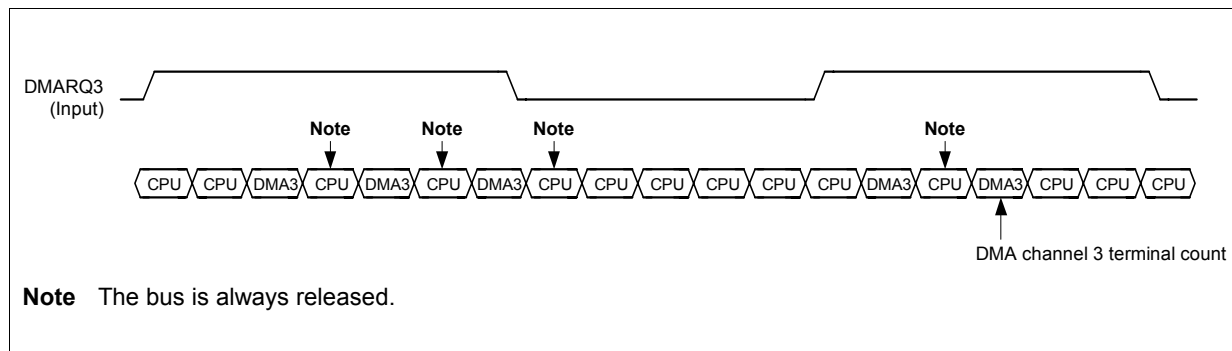 DMARQ3
(Input)
Note Note Note Note
CPU CPU DMA3 CPU DMA3 CPU DMA3 CPU CPU CPU CPU CPU CPU DMA3 CPU DMA3 CPU CPU CPU
DMA channel 3 terminal count
Note The bus is always released.